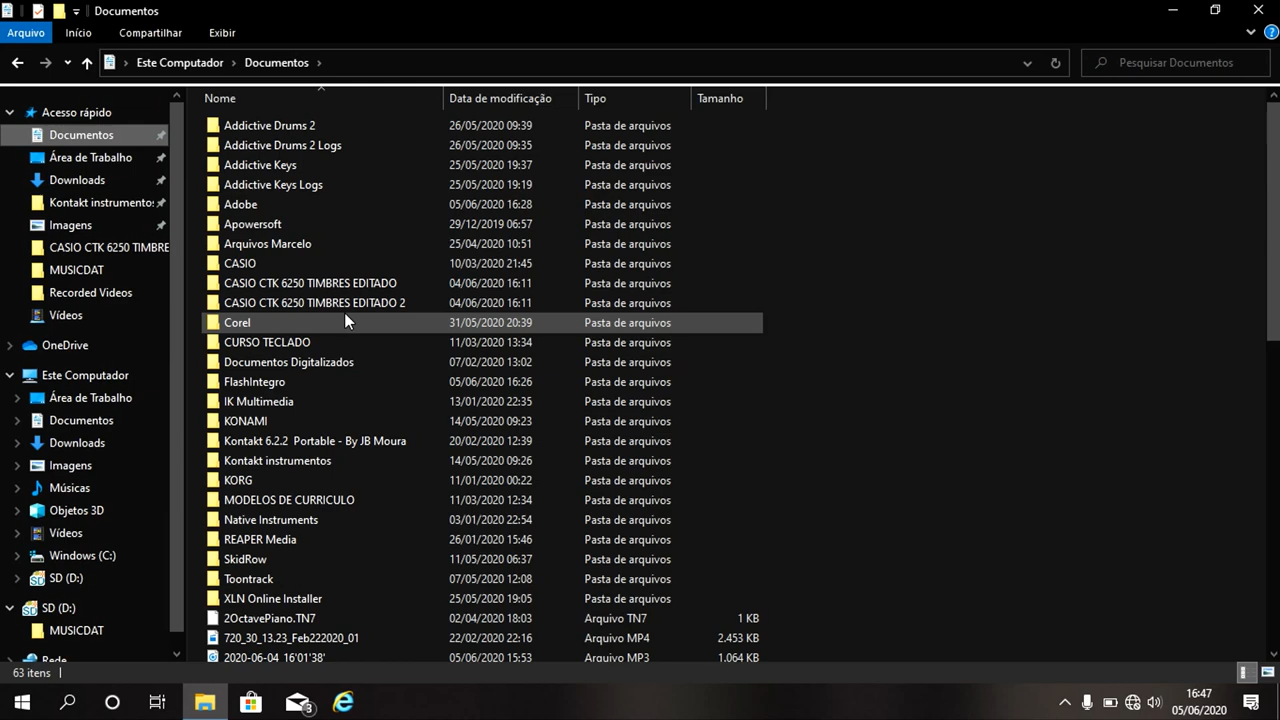 Documentos
Arquivo Início Compartilhar Exibir
Este Computador Documentos Pesquisar Documentos
Nome Data de modificação Tipo Tamanho
Acesso rápido
Documentos
Área de Trabalho
Downloads
Kontakt instrumentos
Imagens
CASIO CTK 6250 TIMBRE
MUSICDAT
Recorded Videos
Vídeos
OneDrive
Este Computador
Área de Trabalho
Documentos
Downloads
Imagens
Músicas
Objetos 3D
Vídeos
Windows (C:)
SD (D:)
SD (D:)
MUSICDAT
Rede
Addictive Drums 2 26/05/2020 09:39 Pasta de arquivos
Addictive Drums 2 Logs 26/05/2020 09:35 Pasta de arquivos
Addictive Keys 25/05/2020 19:37 Pasta de arquivos
Addictive Keys Logs 25/05/2020 19:19 Pasta de arquivos
Adobe 05/06/2020 16:28 Pasta de arquivos
Apowersoft 29/12/2019 06:57 Pasta de arquivos
Arquivos Marcelo 25/04/2020 10:51 Pasta de arquivos
CASIO 10/03/2020 21:45 Pasta de arquivos
CASIO CTK 6250 TIMBRES EDITADO 04/06/2020 16:11 Pasta de arquivos
CASIO CTK 6250 TIMBRES EDITADO 2 04/06/2020 16:11 Pasta de arquivos
Corel 31/05/2020 20:39 Pasta de arquivos
CURSO TECLADO 11/03/2020 13:34 Pasta de arquivos
Documentos Digitalizados 07/02/2020 13:02 Pasta de arquivos
FlashIntegro 05/06/2020 16:26 Pasta de arquivos
IK Multimedia 13/01/2020 22:35 Pasta de arquivos
KONAMI 14/05/2020 09:23 Pasta de arquivos
Kontakt 6.2.2 Portable - By JB Moura 20/02/2020 12:39 Pasta de arquivos
Kontakt instrumentos 14/05/2020 09:26 Pasta de arquivos
KORG 11/01/2020 00:22 Pasta de arquivos
MODELOS DE CURRICULO 11/03/2020 12:34 Pasta de arquivos
Native Instruments 03/01/2020 22:54 Pasta de arquivos
REAPER Media 26/01/2020 15:46 Pasta de arquivos
SkidRow 11/05/2020 06:37 Pasta de arquivos
Toontrack 07/05/2020 12:08 Pasta de arquivos
XLN Online Installer 25/05/2020 19:05 Pasta de arquivos
2OctavePiano.TN7 02/04/2020 18:03 Arquivo TN7 1 KB
720_30_13.23_Feb222020_01 22/02/2020 22:16 Arquivo MP4 2.453 KB
2020-06-04 16'01'38' 05/06/2020 15:53 Arquivo MP3 1.064 KB
63 itens
3
16:47
05/06/2020